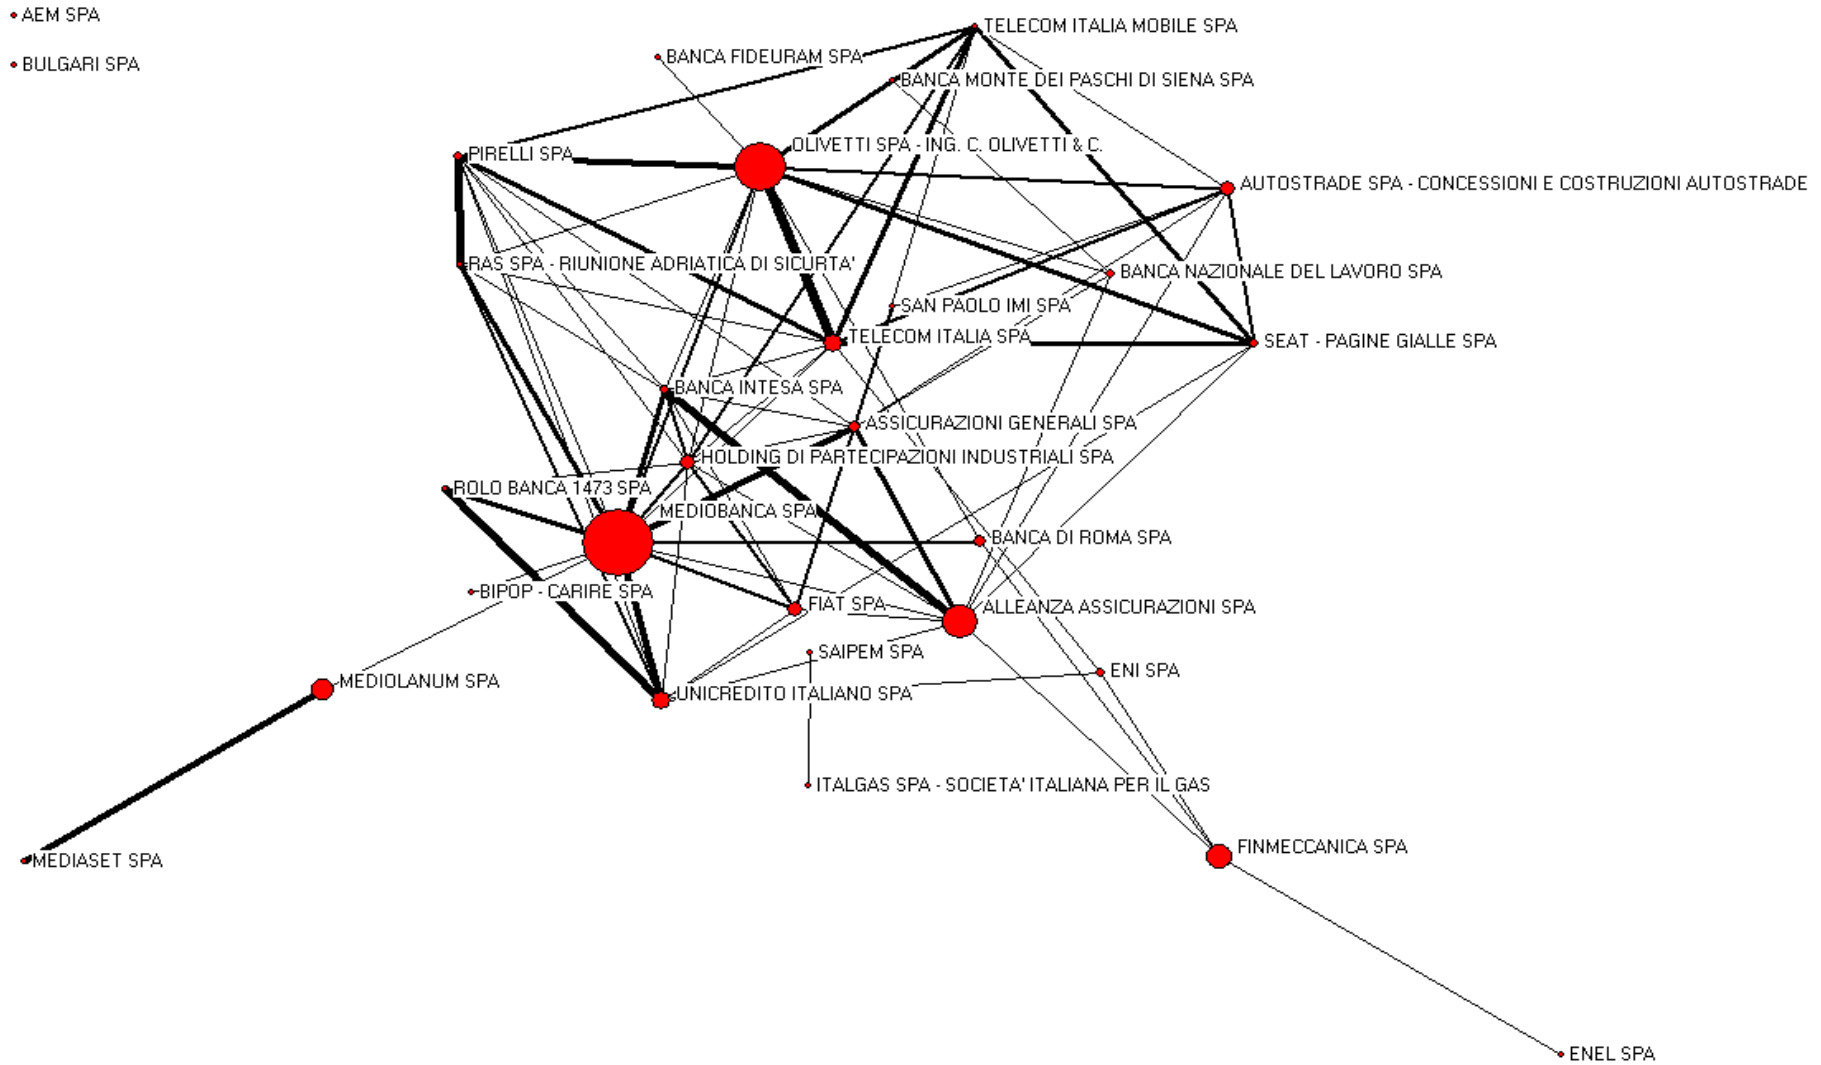 AEM SPA
TELECOM ITALIA MOBILE SPA
BANCA FIDEURAM SPA
BULGARI SPA
BANCA MONTE DEI PASCHI DI SIENA SPA
OLIVETTI SPA - ING. C. OLIVETTI & C.
PIRELLI SPA
AUTOSTRADE SPA - CONCESSIONI E COSTRUZIONI AUTOSTRADE
RAS SPA - RIUNIONE ADRIATICA DI SICURTA'
BANCA NAZIONALE DEL LAVORO SPA
SAN PAOLO IMI SPA
TELECOM ITALIA SPA
SEAT - PAGINE GIALLE SPA
BANCA INTESA SPA
ASSICURAZIONI GENERALI SPA
HOLDING DI PARTECIPAZIONI INDUSTRIALI SPA
ROLO BANCA 1473 SPA
MEDIOBANCA SPA
BANCA DI ROMA SPA
BIPOP - CARIRE SPA
FIAT SPA
ALLEANZA ASSICURAZIONI SPA
SAIPEM SPA
ENI SPA
MEDIOLANUM SPA
UNICREDITO ITALIANO SPA
ITALGAS SPA - SOCIETA' ITALIANA PER IL GAS
FINMECCANICA SPA
MEDIASET SPA
ENEL SPA